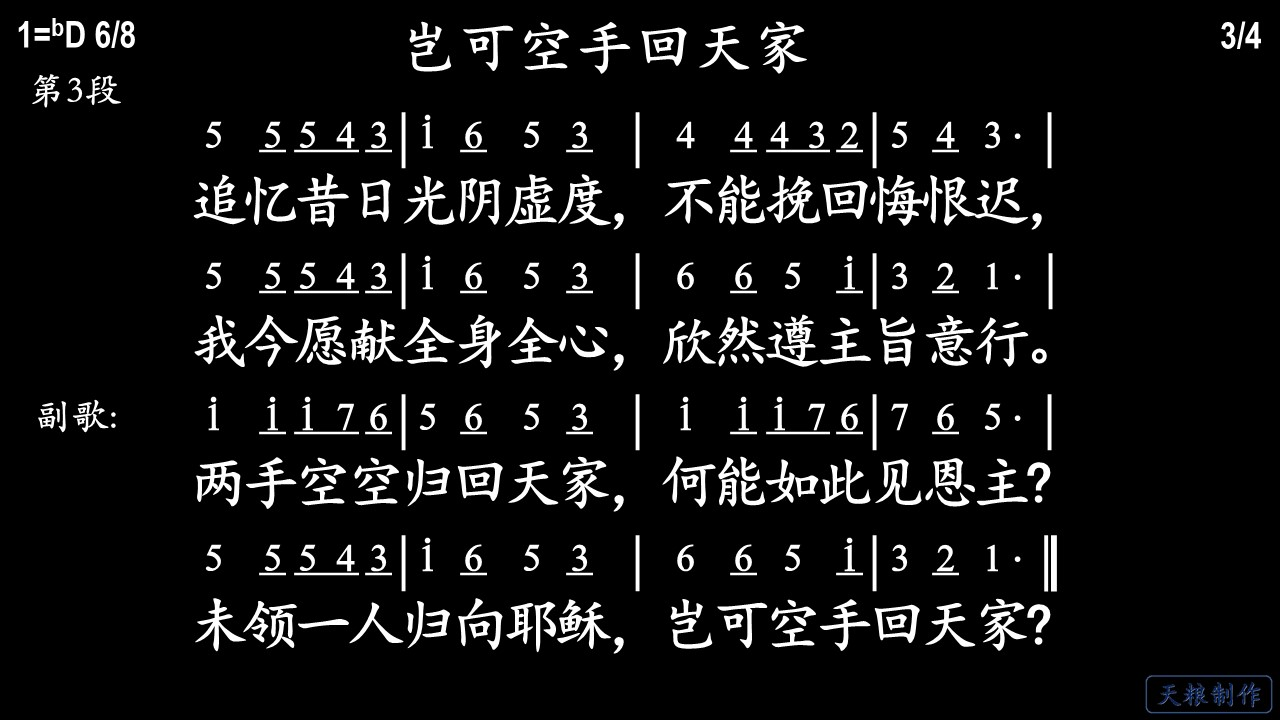 1=ᵇD 6/8 岂可空手回天家 3/4
第3段
5 5 5 4 3 | i 6 5 3 | 4 4 4 3 2 | 5 4 3· |
追忆昔日光阴虚度，不能挽回悔恨迟，
5 5 5 4 3 | i 6 5 3 | 6 6 5 i | 3 2 1· |
我今愿献全身全心，欣然遵主旨意行。
副歌: i i i 7 6 | 5 6 5 3 | i i i 7 6 | 7 6 5· |
两手空空归回天家，何能如此见恩主?
5 5 5 4 3 | i 6 5 3 | 6 6 5 i | 3 2 1· ‖
未领一人归向耶稣，岂可空手回天家?
天粮制作